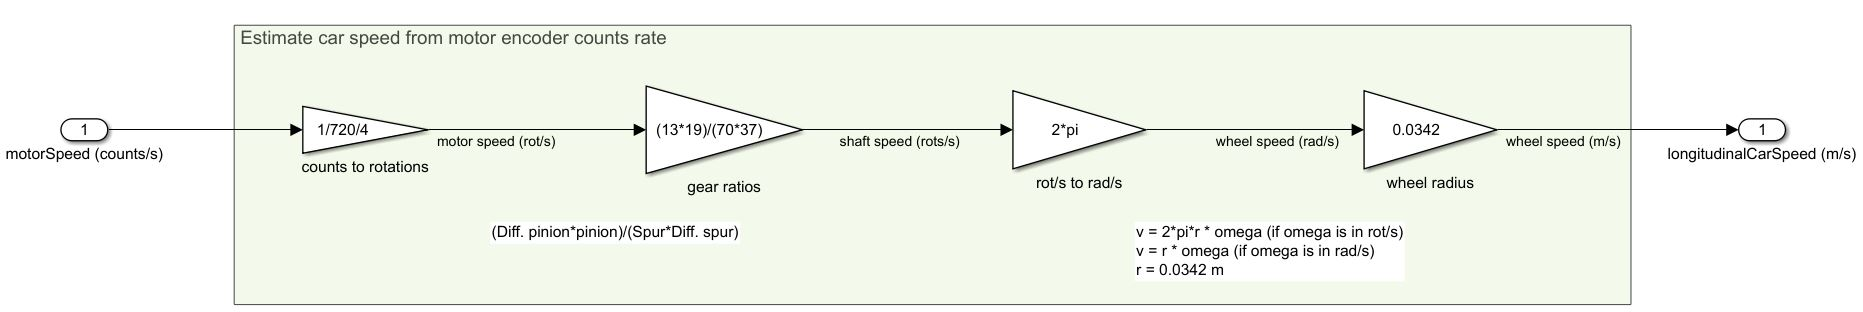 Estimate car speed from motor encoder counts rate
1
motorSpeed (counts/s)
1/720/4
counts to rotations
motor speed (rot/s)
(13*19)/(70*37)
gear ratios
shaft speed (rots/s)
2*pi
rot/s to rad/s
wheel speed (rad/s)
0.0342
wheel radius
wheel speed (m/s)
1
longitudinalCarSpeed (m/s)
(Diff. pinion*pinion)/(Spur*Diff. spur)
v = 2*pi*r * omega (if omega is in rot/s)
v = r * omega (if omega is in rad/s)
r = 0.0342 m